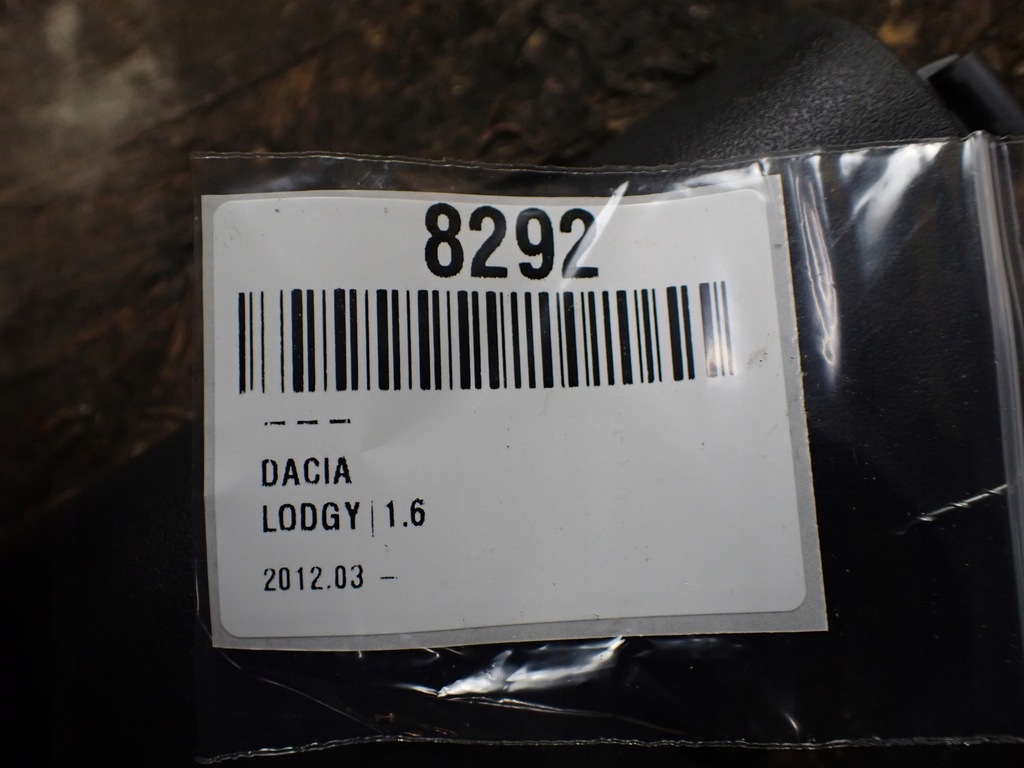 8292
---
DACIA
LODGY | 1.6
2012.03 -